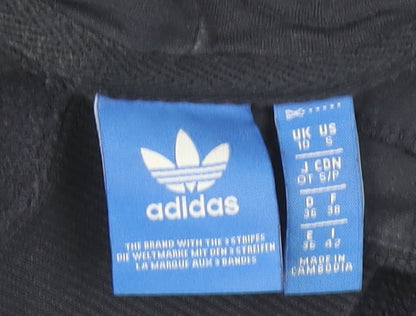 adidas
THE BRAND WITH THE 3 STRIPES
DIE WELTMARKE MIT DEN 3 STREIFEN
LA MARQUE AUX 3 BANDES
UK US
10 S
J CDN
OT S/P
D F
36 38
E I
36 42
MADE IN
CAMBODIA